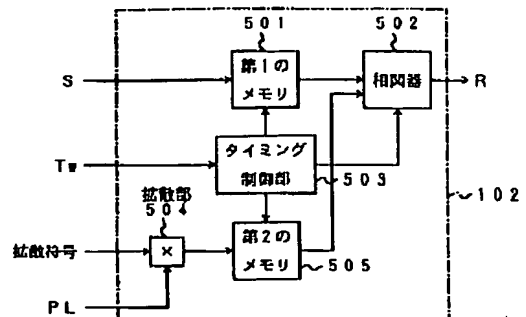 501
502
S
第1の
メモリ
相関器
R
Tw
タイミング
制御部
503
102
拡散部
504
拡散符号
×
第2の
メモリ
505
PL